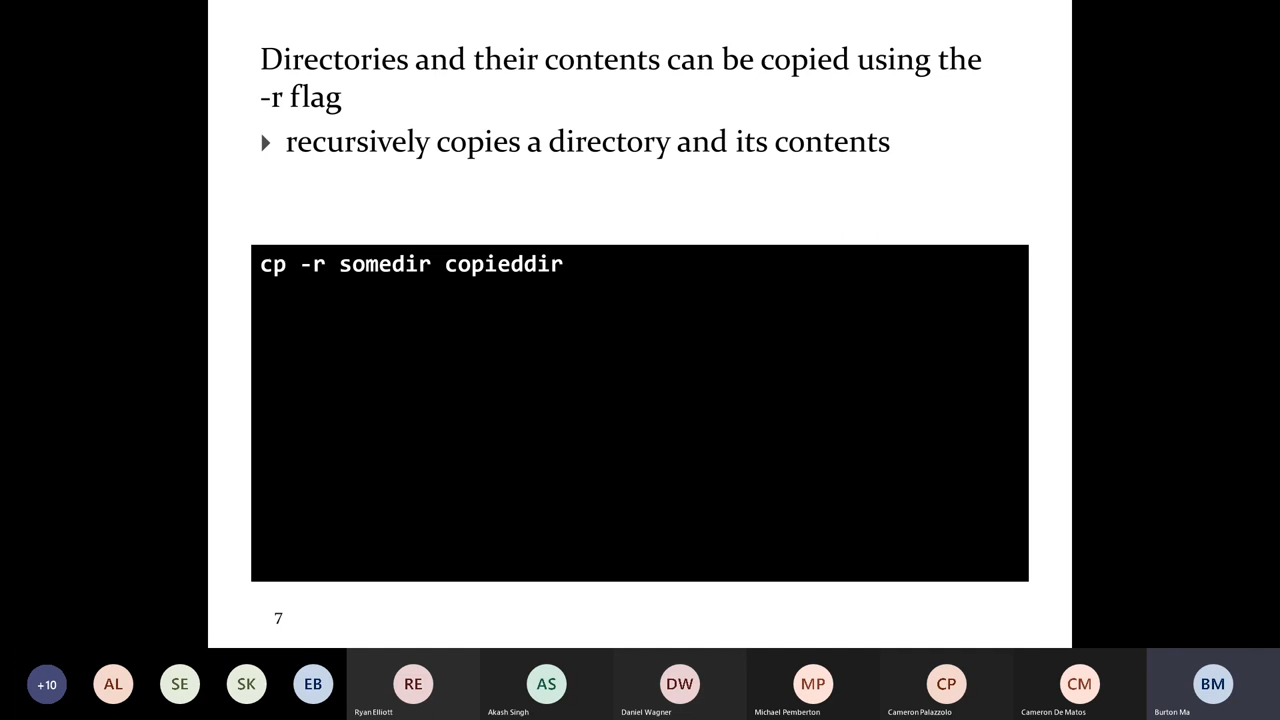 Directories and their contents can be copied using the
-r flag
recursively copies a directory and its contents
cp -r somedir copieddir
7
+10
AL
SE
SK
EB
RE
AS
DW
MP
CP
CM
BM
Ryan Elliott
Akash Singh
Daniel Wagner
Michael Pemberton
Cameron Palazzolo
Cameron De Matos
Burton Ma